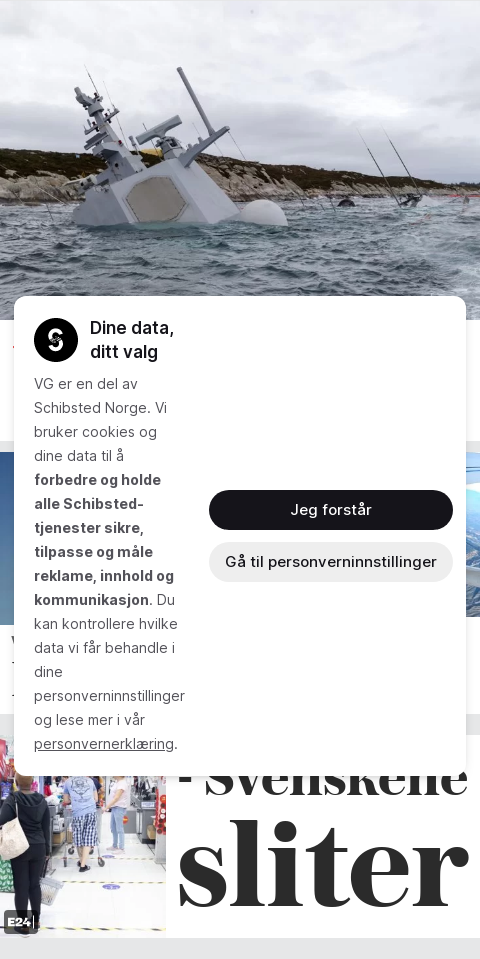 Dine data,
ditt valg
VG er en del av
Schibsted Norge. Vi
bruker cookies og
dine data til å
forbedre og holde
alle Schibsted-
tjenester sikre,
tilpasse og måle
reklame, innhold og
kommunikasjon. Du
kan kontrollere hvilke
data vi får behandle i
dine
personverninnstillinger
og lese mer i vår
personvernerklæring.
Jeg forstår
Gå til personverninnstillinger
- Svenskene
sliter
E24